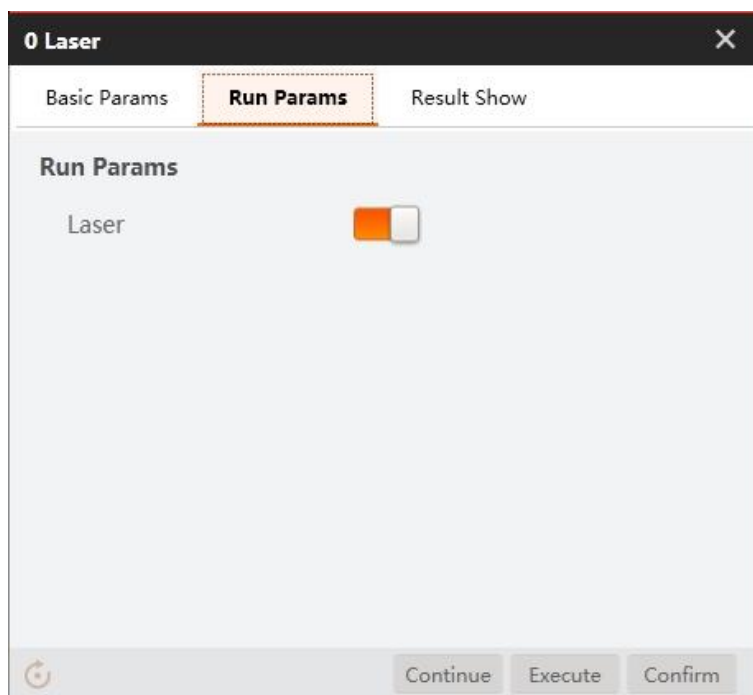 0 Laser
Basic Params Run Params Result Show
Run Params
Laser
Continue Execute Confirm